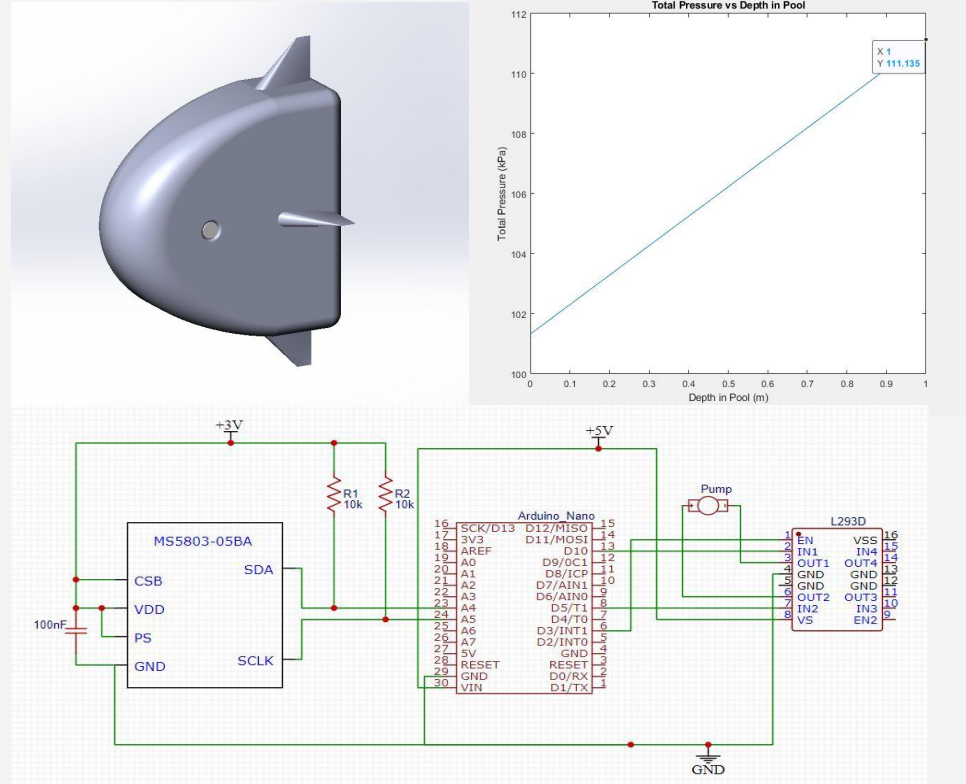 Total Pressure vs Depth in Pool
112
110
108
106
104
102
100
Total Pressure (kPa)
X 1
Y 111.135
0 0.1 0.2 0.3 0.4 0.5 0.6 0.7 0.8 0.9 1
Depth in Pool (m)
+3V
R1
10k
R2
10k
MS5803-05BA
CSB
VDD
PS
GND
SDA
SCLK
100nF
+5V
Arduino_Nano
16 SCK/D13 D12/MISO 15
17 3V3 D11/MOSI 14
18 AREF D10 13
19 A0 D9/OC1 12
20 A1 D8/ICP 11
21 A2 D7/AIN1 10
22 A3 D6/AIN0 9
23 A4 D5/T1 8
24 A5 D4/T0 7
25 A6 D3/INT1 6
26 A7 D2/INT0 5
27 5V GND 4
28 RESET RESET 3
29 GND D0/RX 2
30 VIN D1/TX 1
Pump
L293D
1 EN VSS 16
2 IN1 IN4 15
3 OUT1 OUT4 14
4 GND GND 13
5 GND GND 12
6 OUT2 OUT3 11
7 IN2 IN3 10
8 VS EN2 9
GND